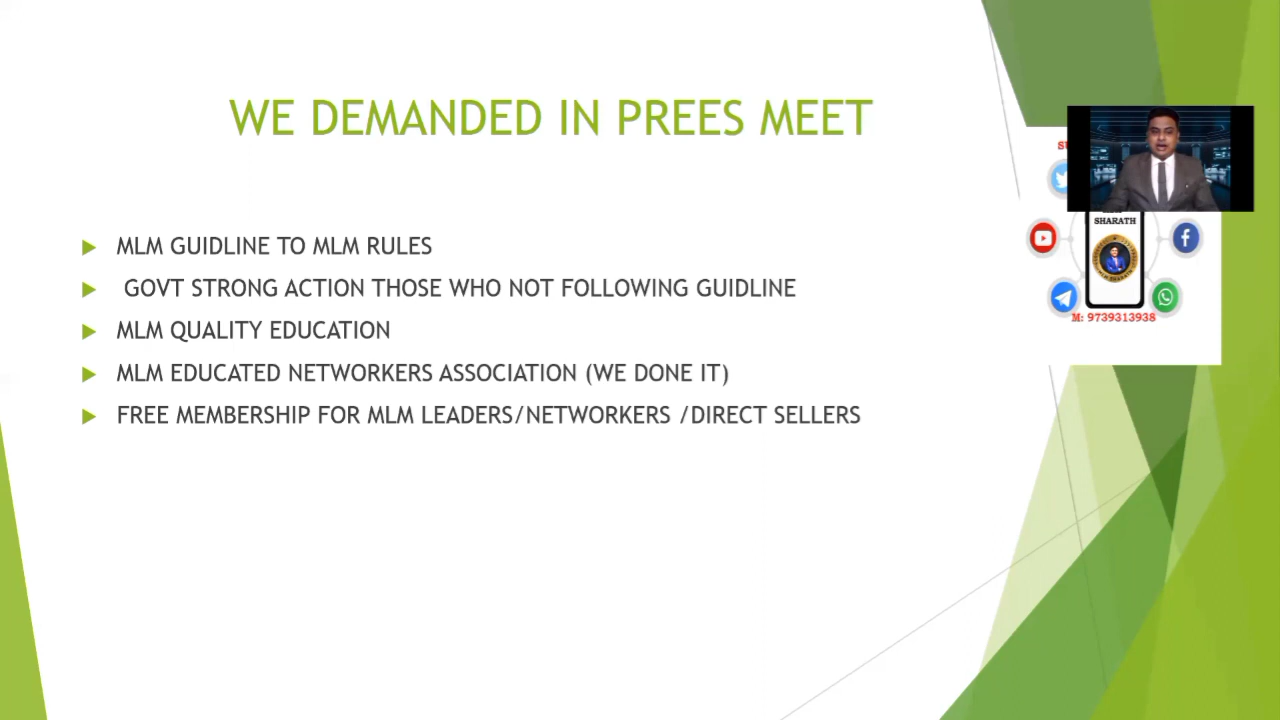 WE DEMANDED IN PREES MEET
MLM GUIDLINE TO MLM RULES
GOVT STRONG ACTION THOSE WHO NOT FOLLOWING GUIDLINE
MLM QUALITY EDUCATION
MLM EDUCATED NETWORKERS ASSOCIATION (WE DONE IT)
FREE MEMBERSHIP FOR MLM LEADERS/NETWORKERS /DIRECT SELLERS
SHARATH
M: 9739313938